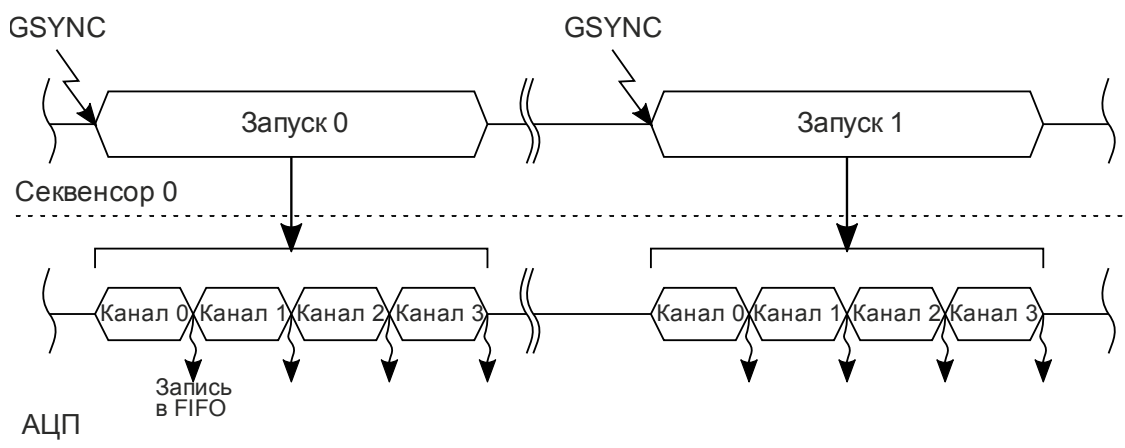 GSYNC
GSYNC
Запуск 0
Запуск 1
Секвенсор 0
Канал 0
Канал 1
Канал 2
Канал 3
Канал 0
Канал 1
Канал 2
Канал 3
Запись
в FIFO
АЦП